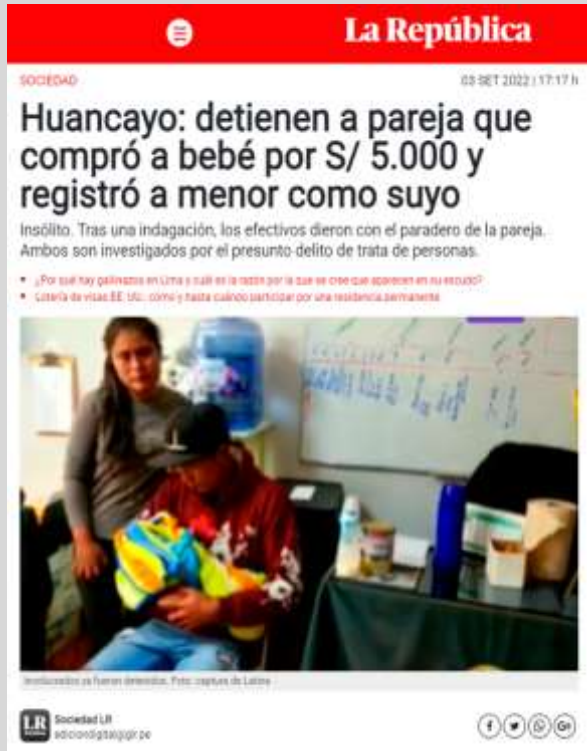 La República
SOCIEDAD
03 SET 2022 | 17:17 h
Huancayo: detienen a pareja que
compró a bebé por S/ 5.000 y
registró a menor como suyo
Insólito. Tras una indagación, los efectivos dieron con el paradero de la pareja.
Ambos son investigados por el presunto delito de trata de personas.
¿Por qué hay gallinazos en Lima y cuál es la razón por la que se cree que aparecen en su escudo?
Lotería de visas EE. UU.: cómo y hasta cuándo participar por una residencia permanente
Involucrados ya fueron detenidos. Foto: captura de Latina
LR
Sociedad LR
G+